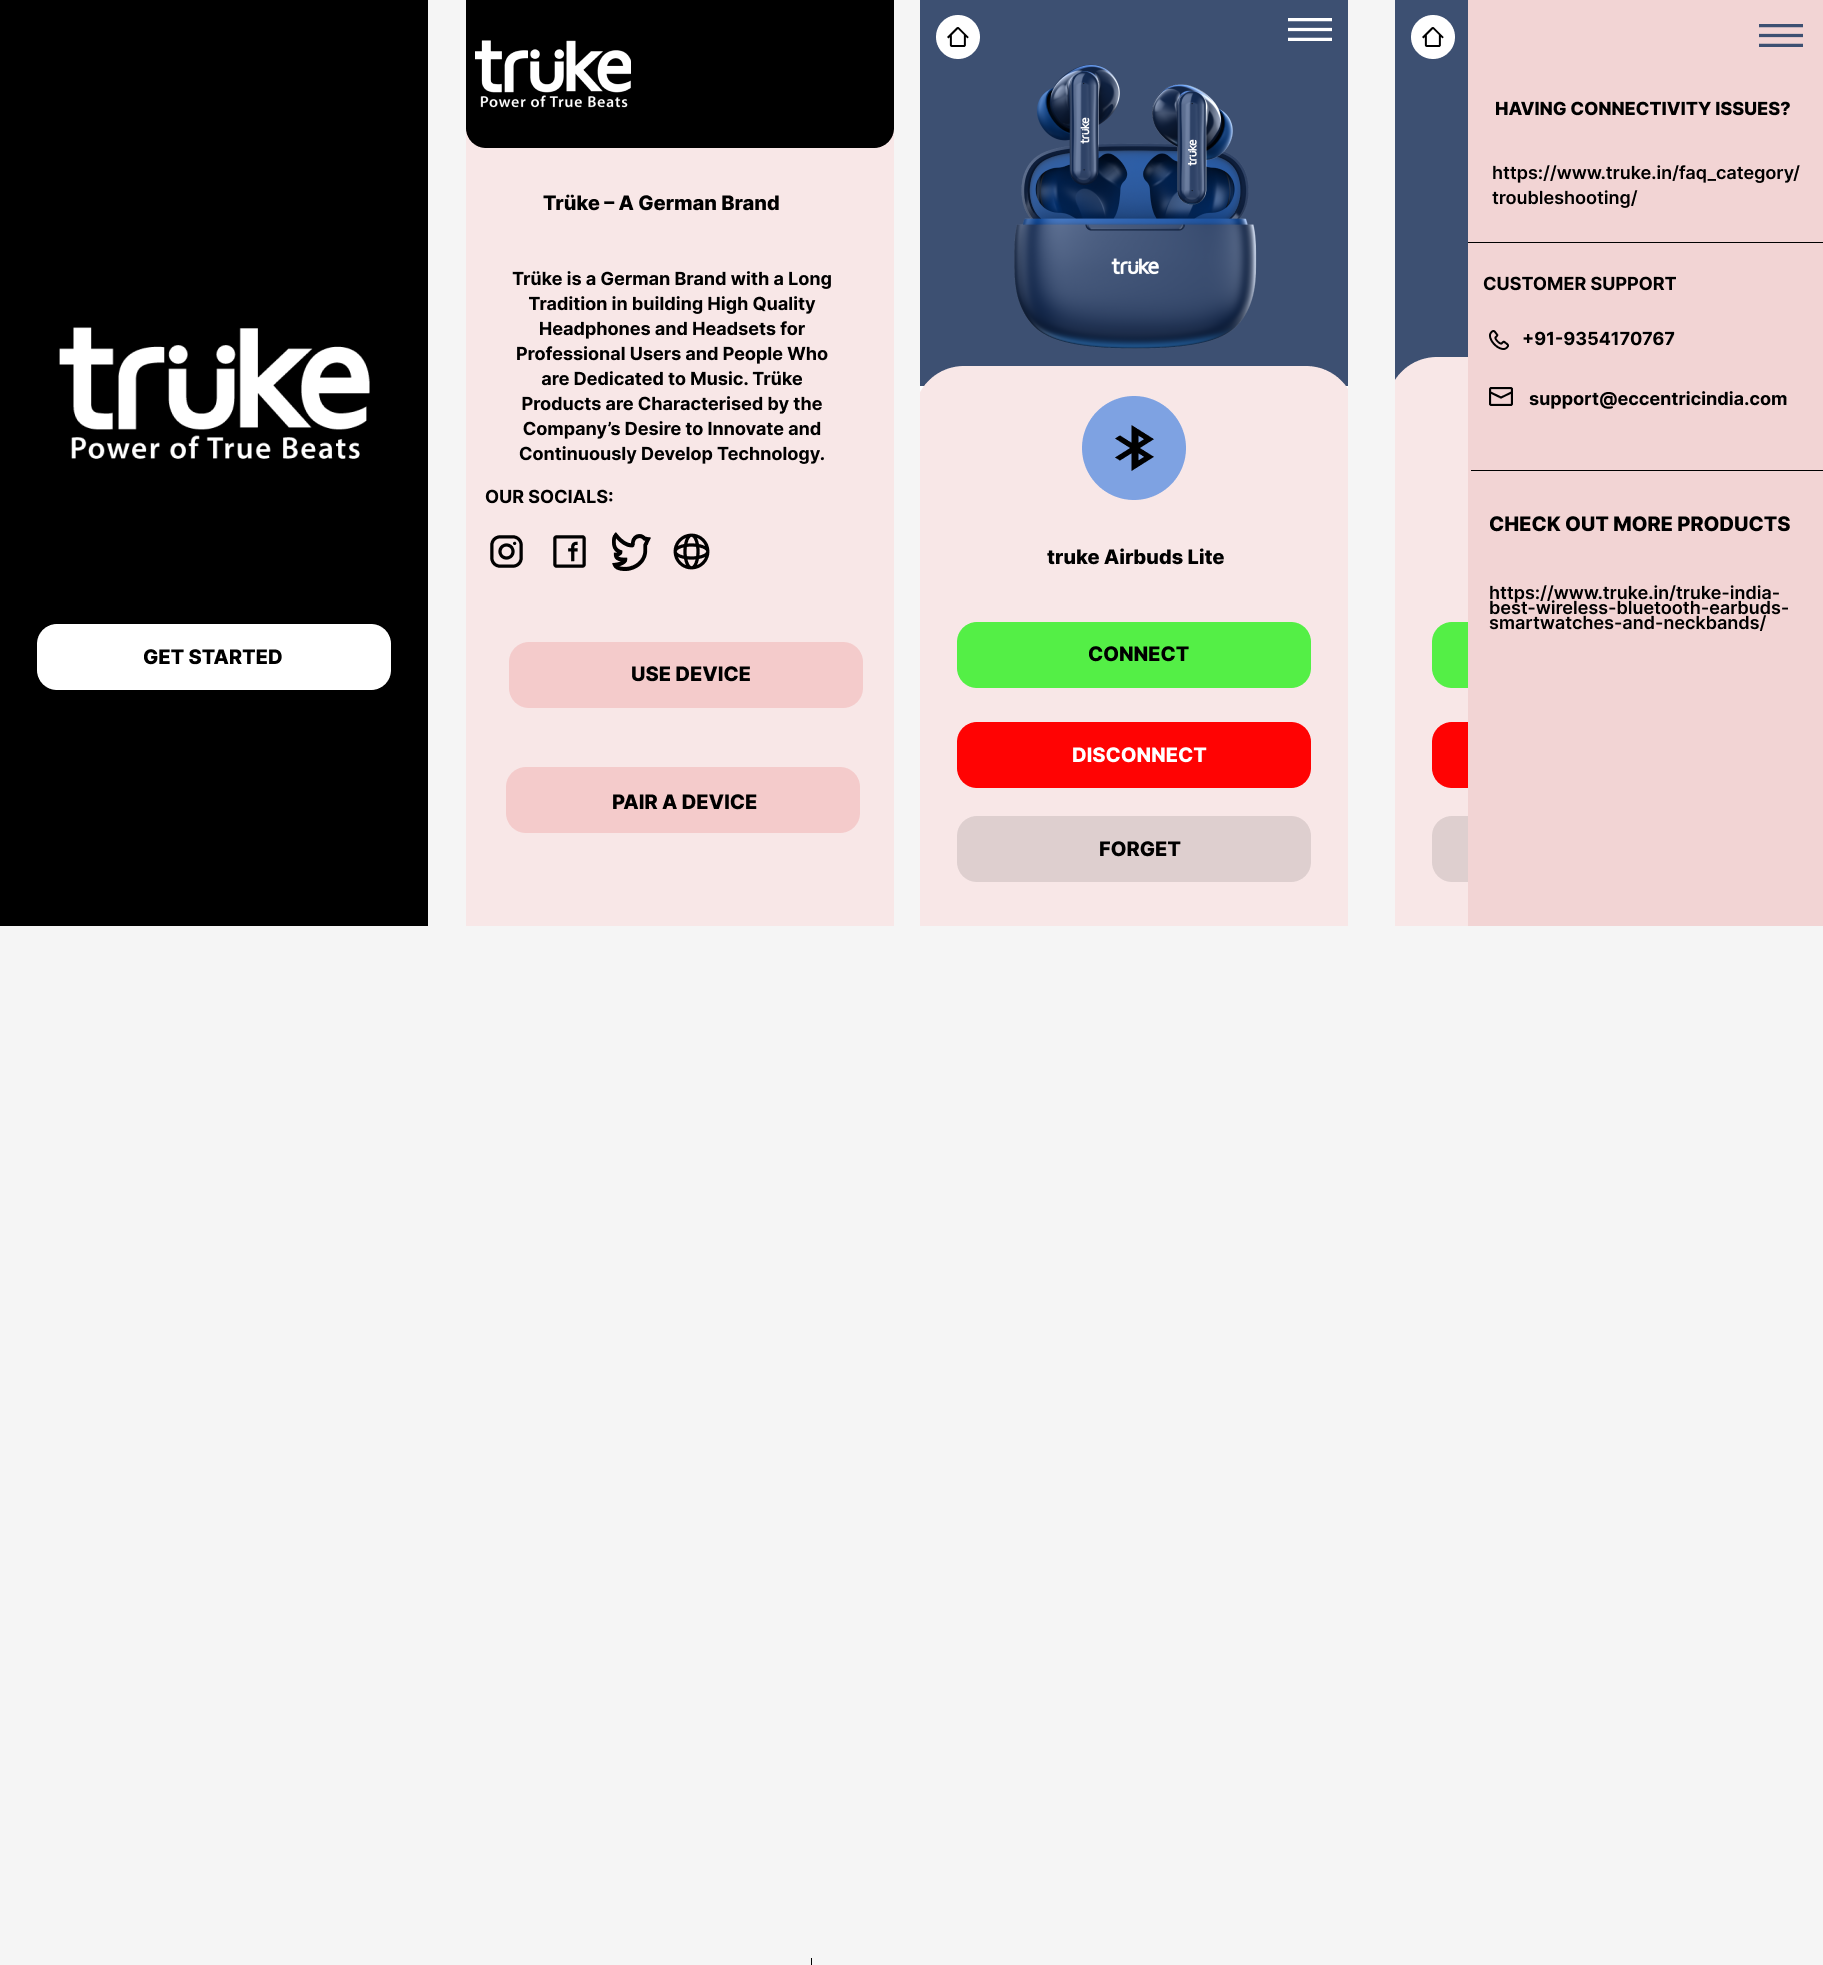 trüke
Power of True Beats
GET STARTED
trüke
Power of True Beats
Trüke – A German Brand
Trüke is a German Brand with a Long
Tradition in building High Quality
Headphones and Headsets for
Professional Users and People Who
are Dedicated to Music. Trüke
Products are Characterised by the
Company’s Desire to Innovate and
Continuously Develop Technology.
OUR SOCIALS:
USE DEVICE
PAIR A DEVICE
trüke
trüke
trüke
truke Airbuds Lite
CONNECT
DISCONNECT
FORGET
HAVING CONNECTIVITY ISSUES?
https://www.truke.in/faq_category/
troubleshooting/
CUSTOMER SUPPORT
+91-9354170767
support@eccentricindia.com
CHECK OUT MORE PRODUCTS
https://www.truke.in/truke-india-
best-wireless-bluetooth-earbuds-
smartwatches-and-neckbands/